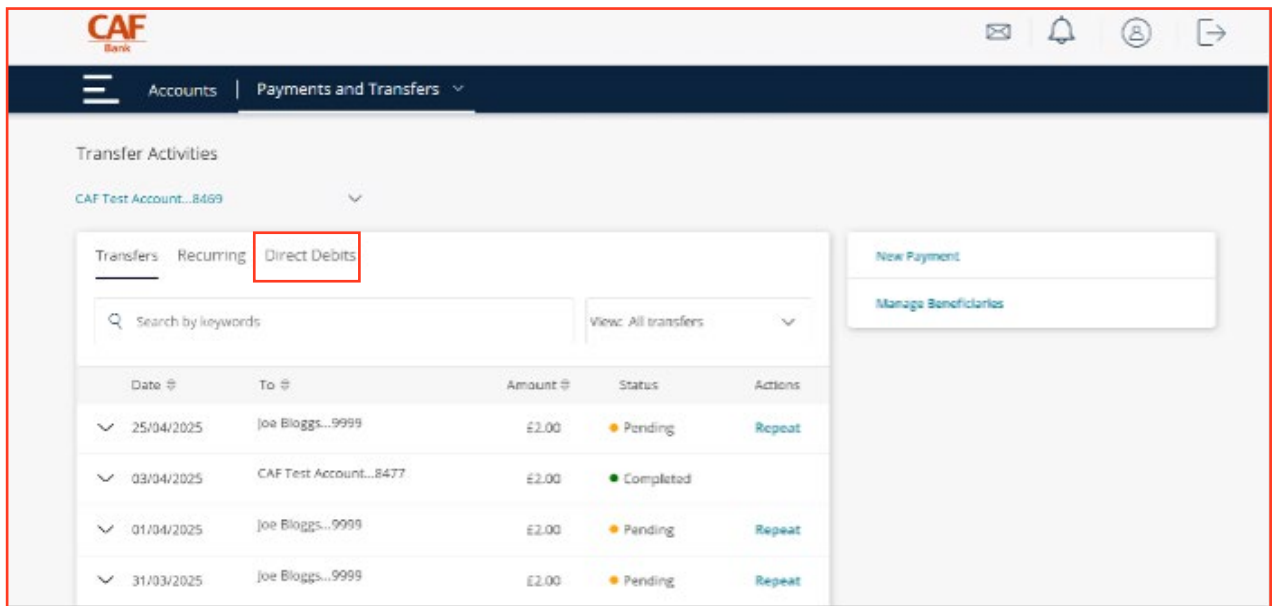 CAF
Bank
Accounts | Payments and Transfers
Transfer Activities
CAF Test Account...8469
Transfers Recurring Direct Debits
New Payment
Manage Beneficiaries
Search by keywords
View: All transfers
Date To Amount Status Actions
25/04/2025 Joe Bloggs...9999 £2.00 Pending Repeat
03/04/2025 CAF Test Account...8477 £2.00 Completed
01/04/2025 Joe Bloggs...9999 £2.00 Pending Repeat
31/03/2025 Joe Bloggs...9999 £2.00 Pending Repeat